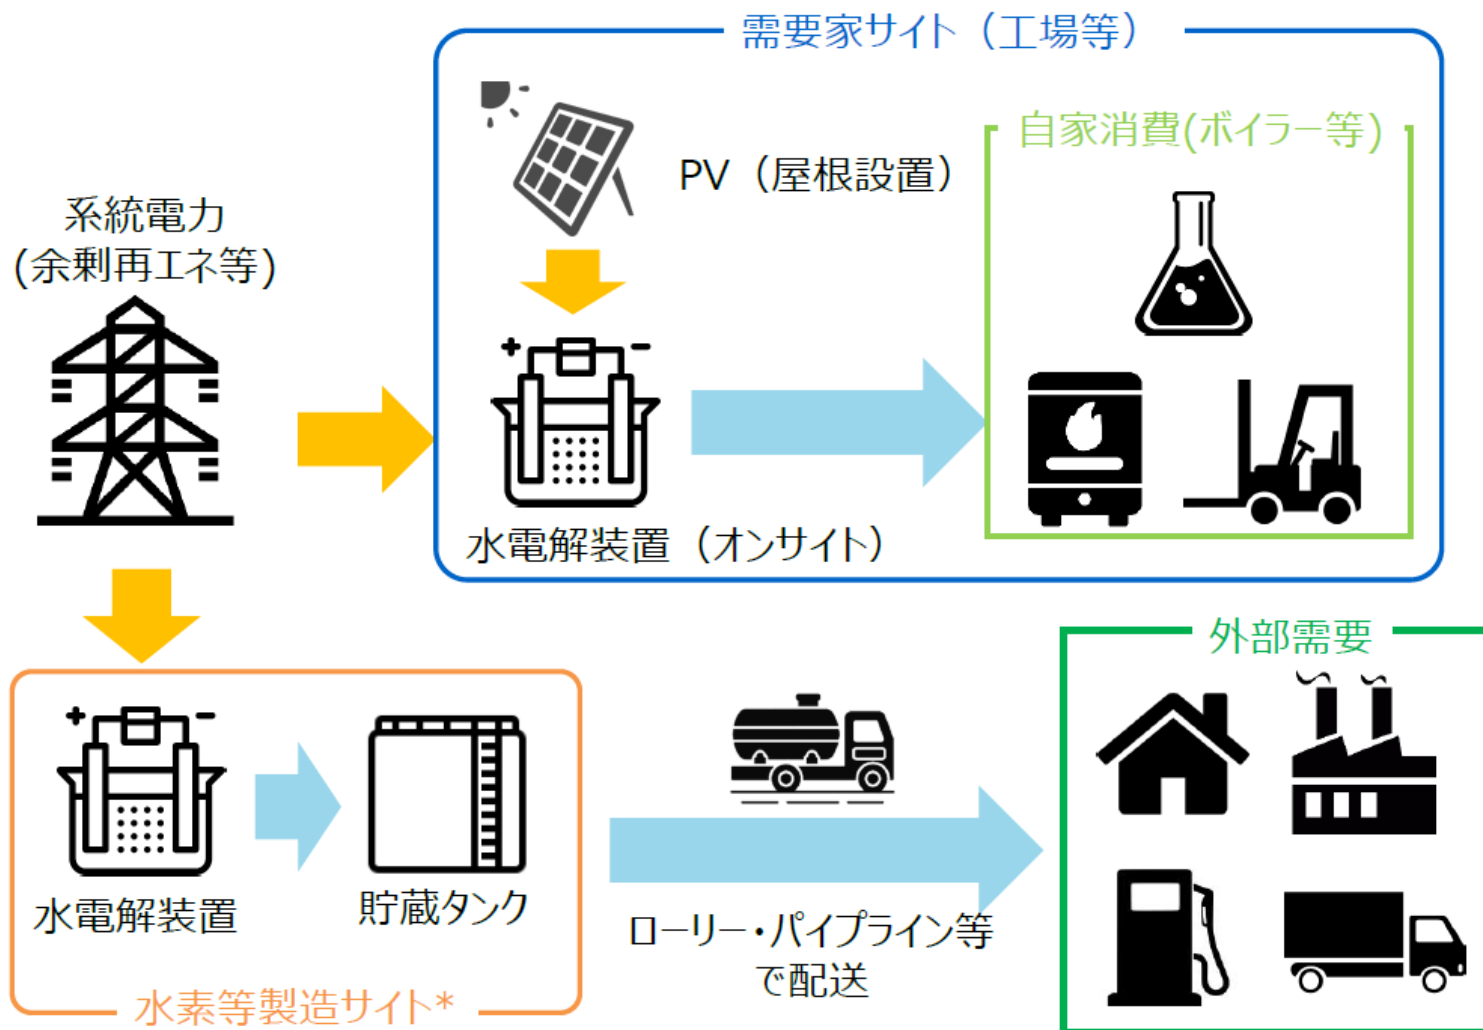 需要家サイト（工場等）
PV（屋根設置）
自家消費(ボイラー等)
系統電力
(余剰再エネ等)
水電解装置（オンサイト）
外部需要
水電解装置
貯蔵タンク
ローリー・パイプライン等
で配送
水素等製造サイト*